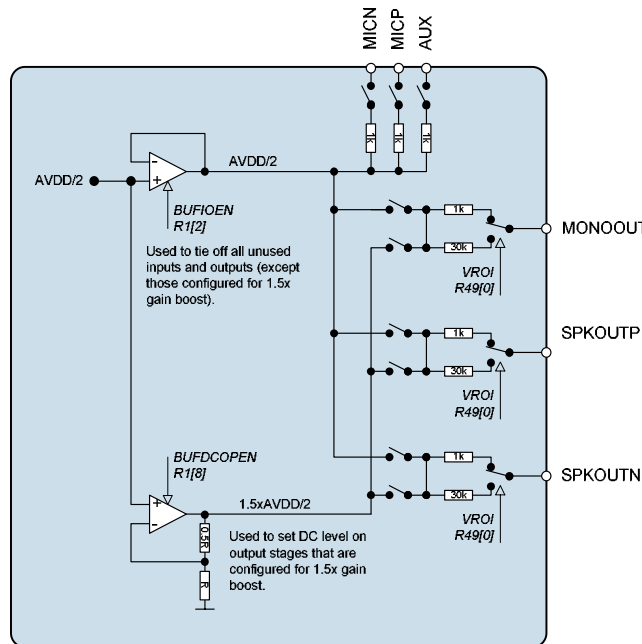 MICN
MICP
AUX
1k
1k
1k
AVDD/2
AVDD/2
-
+
BUFIOEN
R1[2]
Used to tie off all unused
inputs and outputs (except
those configured for 1.5x
gain boost).
1k
30k
MONOOUT
VROI
R49[0]
1k
30k
SPKOUTP
VROI
R49[0]
BUFDCOPEN
R1[8]
+
-
1.5xAVDD/2
0.5R
R
Used to set DC level on
output stages that are
configured for 1.5x gain
boost.
1k
30k
SPKOUTN
VROI
R49[0]